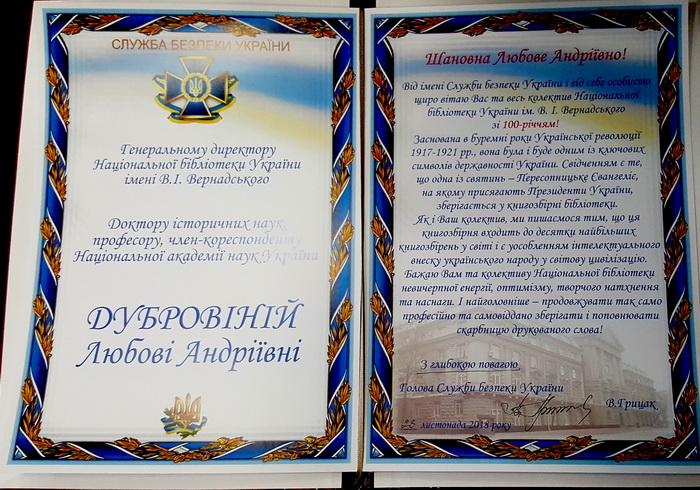 СЛУЖБА БЕЗПЕКИ УКРАЇНИ
Генеральному директору
Національної бібліотеки України
імені В.І. Вернадського
Доктору історичних наук,
професору, член-кореспонденту
Національної академії наук України
ДУБРОВІНІЙ
Любові Андріївні
Шановна Любове Андріївно!
Від імені Служби безпеки України і від себе особисто
щиро вітаю Вас та весь колектив Національної
бібліотеки України ім. В. І. Вернадського
зі 100-річчям!
Заснована в буремні роки Української революції
1917-1921 рр., вона була і буде одним із ключових
символів державності України. Свідченням є те,
що одна із святинь – Пересопницьке Євангеліє,
на якому присягають Президенти України,
зберігається у книгозбірні бібліотеки.
Як і Ваш колектив, ми пишаємося тим, що ця
книгозбірня входить до десятки найбільших
книгозбірень у світі і є уособленням інтелектуального
внеску українського народу у світову цивілізацію.
Бажаю Вам та колективу Національної бібліотеки
невичерпної енергії, оптимізму, творчого натхнення
та наснаги. І найголовніше – продовжувати так само
професійно та самовіддано зберігати і поповнювати
скарбницю друкованого слова!
З глибокою повагою,
Голова Служби безпеки України
В.Грицак
листопада 2018 року